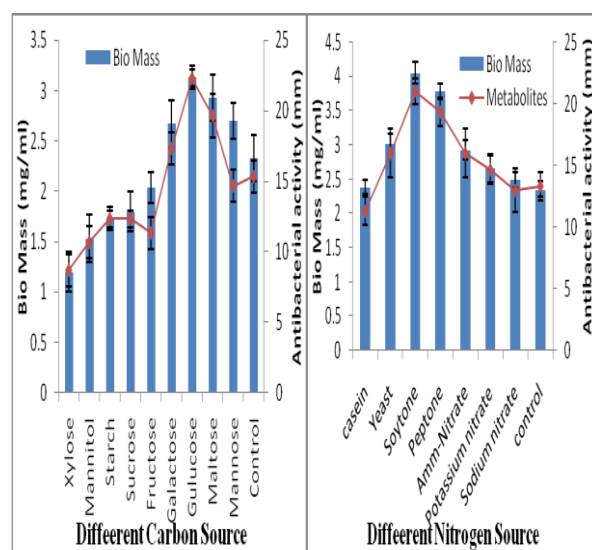 Bio Mass
Bio Mass (mg/ml)
3.5
3
2.5
2
1.5
1
0.5
0
25
20
15
10
5
0
Antibacterial activity (mm)
Xylose
Mannitol
Starch
Sucrose
Fructose
Galactose
Gulucose
Maltose
Mannose
Control
Diffeerent Carbon Source
Bio Mass
Metabolites
Bio Mass (mg/ml)
4.5
4
3.5
3
2.5
2
1.5
1
0.5
0
25
20
15
10
5
0
Antibacterial activity (mm)
casein
Yeast
Soytone
Peptone
Amm-Nitrate
Potassium nitrate
Sodium nitrate
control
Different Nitrogen Source